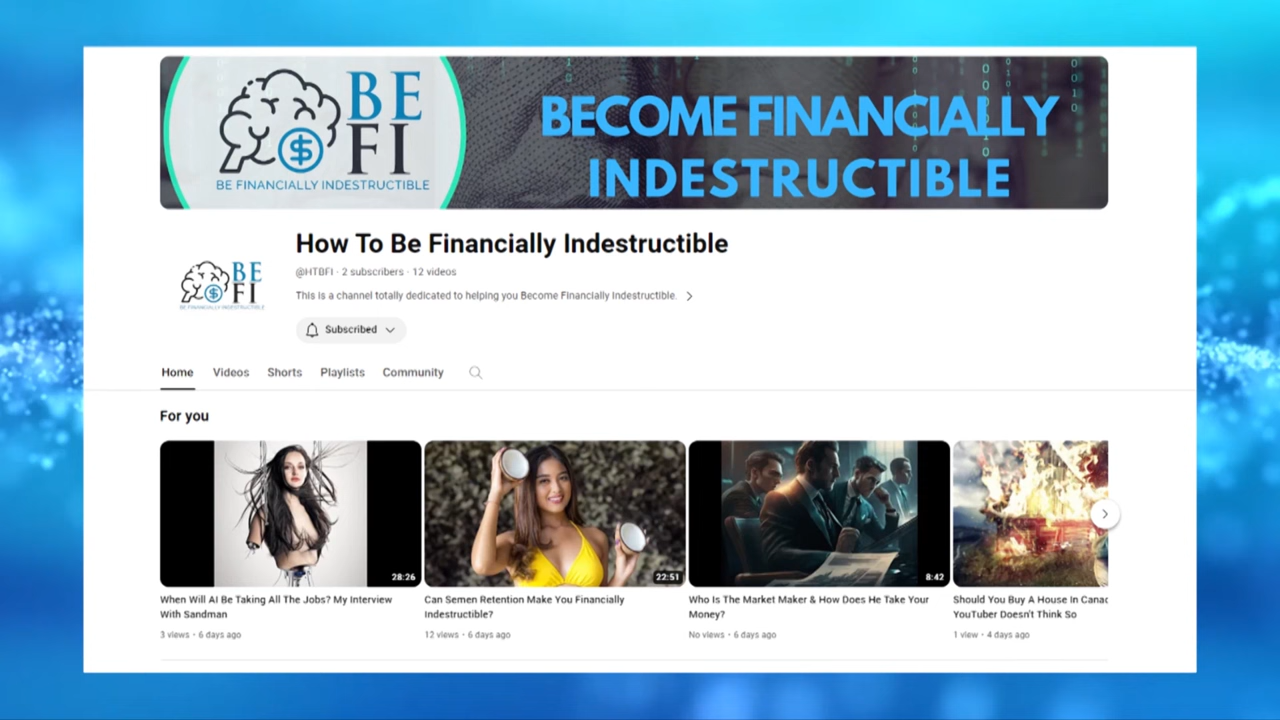 BE
FI
BE FINANCIALLY INDESTRUCTIBLE
BECOME FINANCIALLY
INDESTRUCTIBLE
How To Be Financially Indestructible
BE
FI
BE FINANCIALLY INDESTRUCTIBLE
@HTBFI · 2 subscribers · 12 videos
This is a channel totally dedicated to helping you Become Financially Indestructible.
Subscribed
Home Videos Shorts Playlists Community
For you
28:26
22:51
8:42
When Will AI Be Taking All The Jobs? My Interview
With Sandman
3 views · 6 days ago
Can Semen Retention Make You Financially
Indestructible?
12 views · 6 days ago
Who Is The Market Maker & How Does He Take Your
Money?
No views · 6 days ago
Should You Buy A House In Canad
YouTuber Doesn't Think So
1 view · 4 days ago